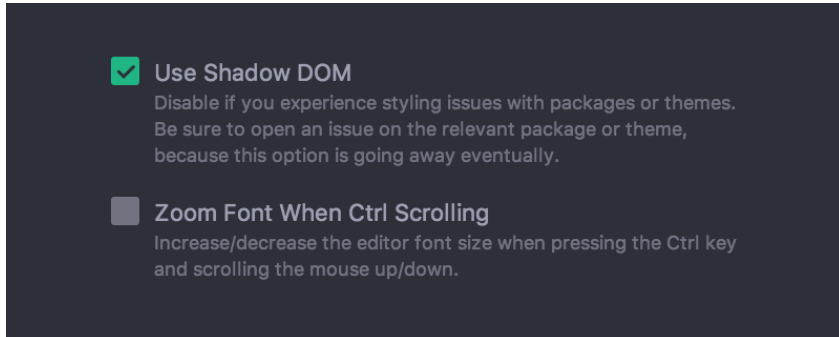 Use Shadow DOM
Disable if you experience styling issues with packages or themes.
Be sure to open an issue on the relevant package or theme,
because this option is going away eventually.
Zoom Font When Ctrl Scrolling
Increase/decrease the editor font size when pressing the Ctrl key
and scrolling the mouse up/down.